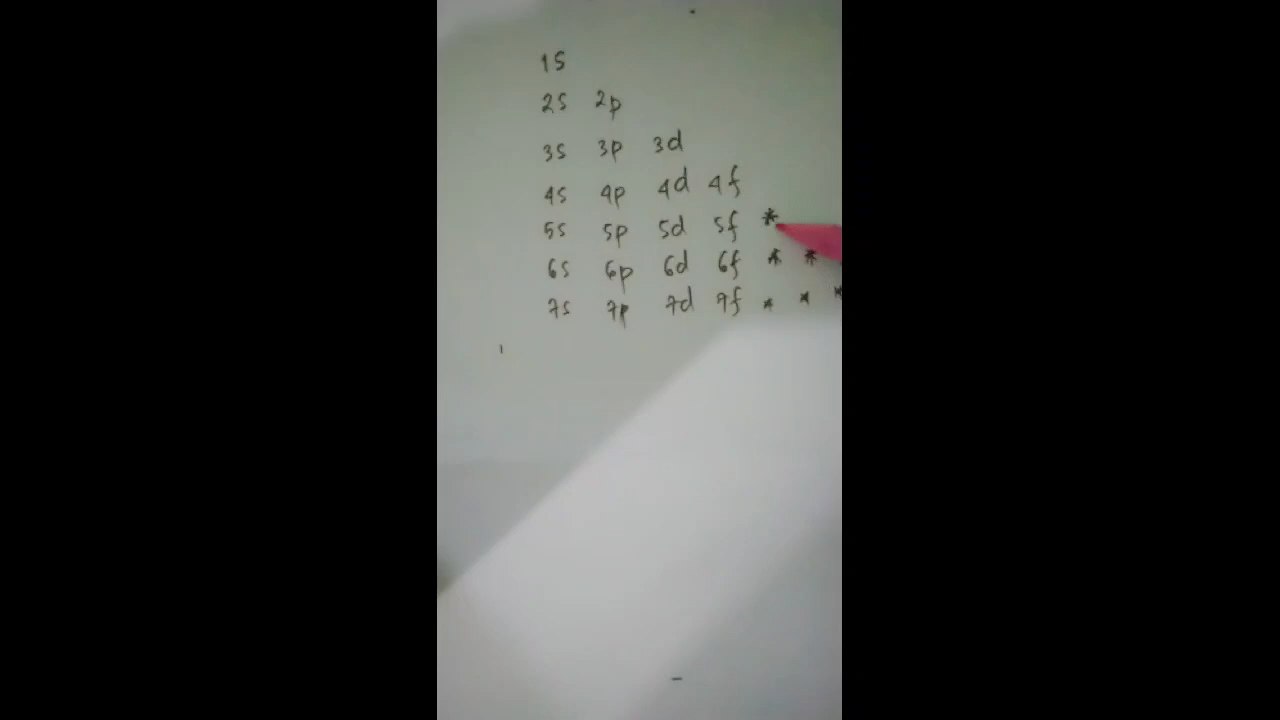 1s
2s 2p
3s 3p 3d
4s 4p 4d 4f
5s 5p 5d 5f *
6s 6p 6d 6f * *
7s 7p 7d 7f * * *